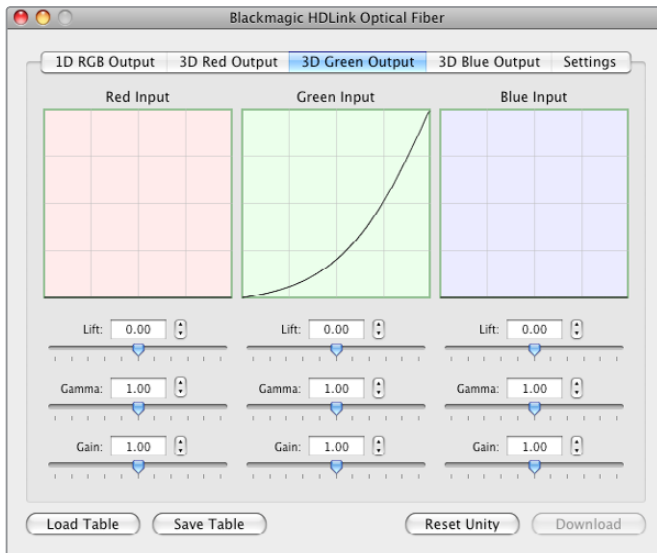 Blackmagic HDLink Optical Fiber
1D RGB Output 3D Red Output 3D Green Output 3D Blue Output Settings
Red Input Green Input Blue Input
Lift: 0.00 Lift: 0.00 Lift: 0.00
Gamma: 1.00 Gamma: 1.00 Gamma: 1.00
Gain: 1.00 Gain: 1.00 Gain: 1.00
Load Table Save Table Reset Unity Download